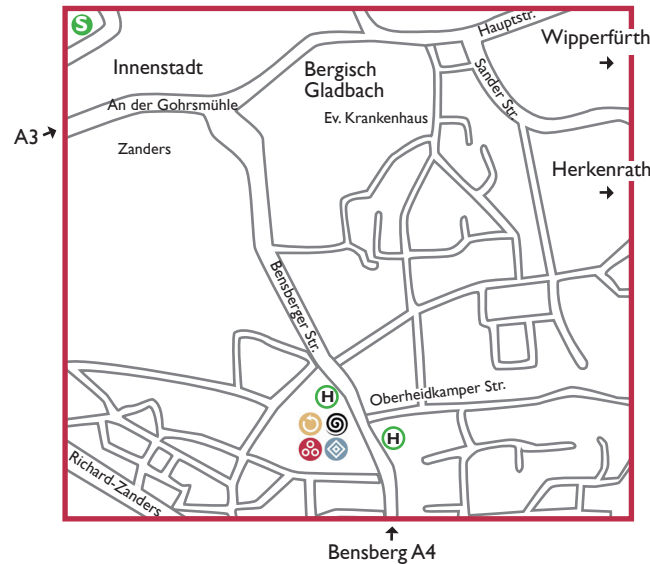 S
Hauptstr.
Wipperfürth
Innenstadt
Bergisch
Gladbach
Sander Str.
An der Gohrsmühle
Ev. Krankenhaus
A3
Zanders
Herkenrath
Bensberger Str.
Oberheidkamper Str.
H
H
Richard-Zanders
Bensberg A4